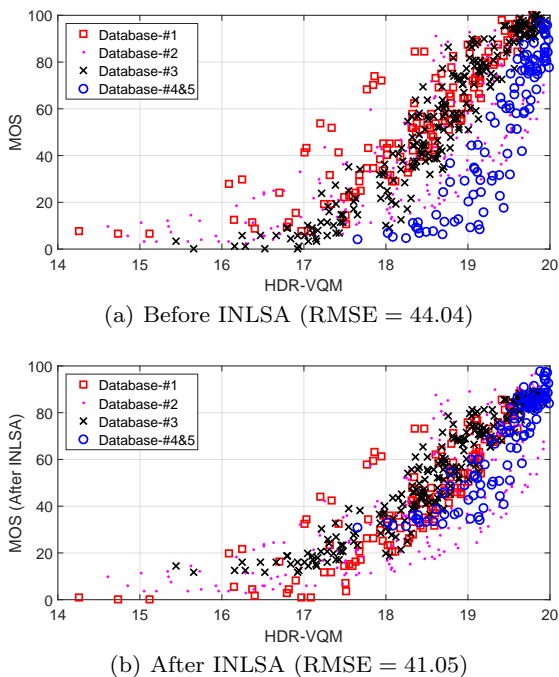 100
80
60
40
20
0
MOS
Database-#1
Database-#2
Database-#3
Database-#4&5
14 15 16 17 18 19 20
HDR-VQM
(a) Before INLSA (RMSE = 44.04)
100
80
60
40
20
0
MOS (After INLSA)
Database-#1
Database-#2
Database-#3
Database-#4&5
14 15 16 17 18 19 20
HDR-VQM
(b) After INLSA (RMSE = 41.05)